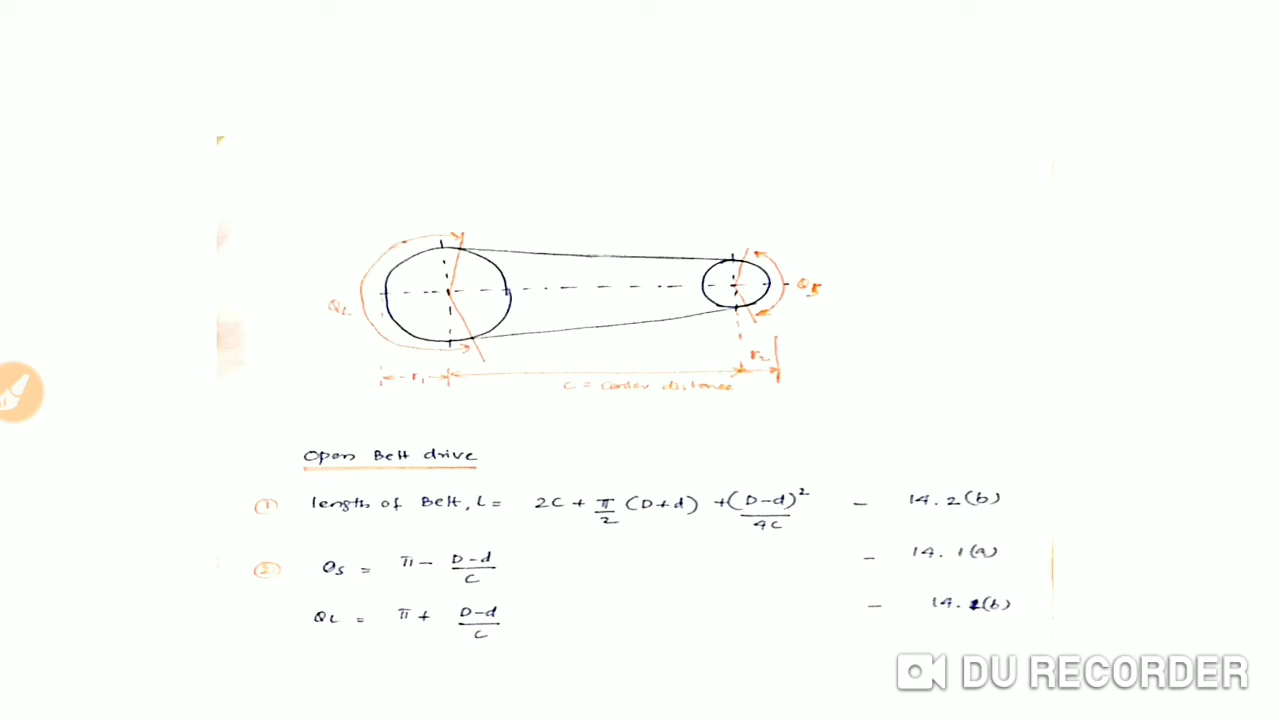 θL
θs
r₁
r₂
C = center distance
Open Belt drive
① length of Belt, L = 2C + π/2 (D+d) + (D-d)²/4C - 14.2(b)
② θs = π - D-d/C - 14.1(a)
θL = π + D-d/C - 14.1(b)
DU RECORDER